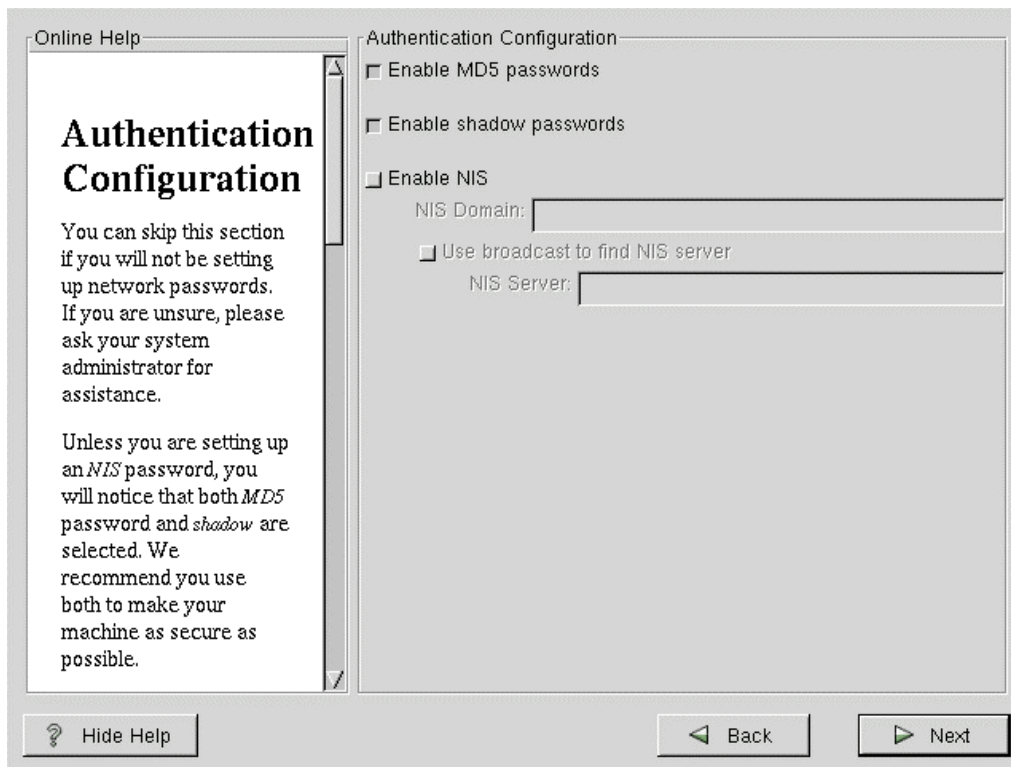 Online Help
Authentication
Configuration
You can skip this section
if you will not be setting
up network passwords.
If you are unsure, please
ask your system
administrator for
assistance.
Unless you are setting up
an NIS password, you
will notice that both MD5
password and shadow are
selected. We
recommend you use
both to make your
machine as secure as
possible.
Authentication Configuration
Enable MD5 passwords
Enable shadow passwords
Enable NIS
NIS Domain:
Use broadcast to find NIS server
NIS Server:
Hide Help
Back
Next